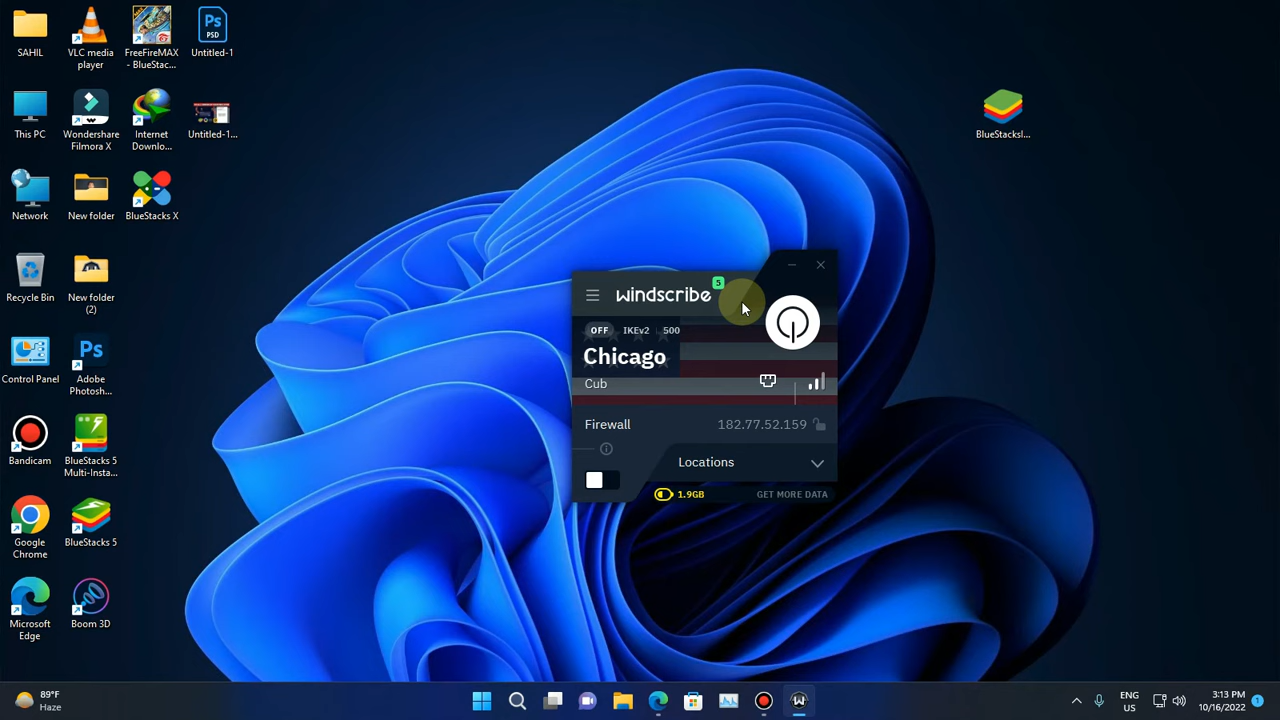 SAHIL
VLC media
player
FreeFireMAX
- BlueStac...
Ps
PSD
Untitled-1
This PC
Wondershare
Filmora X
Internet
Downlo...
Untitled-1...
BlueStacksI...
Network
New folder
BlueStacks X
Recycle Bin
New folder
(2)
Control Panel
Ps
Adobe
Photosh...
Bandicam
BlueStacks 5
Multi-Insta...
Google
Chrome
BlueStacks 5
Microsoft
Edge
Boom 3D
windscribe
5
OFF IKEv2 500
Chicago
Cub
Firewall 182.77.52.159
Locations
1.9GB GET MORE DATA
89°F
Haze
ENG
US
3:13 PM
10/16/2022
1